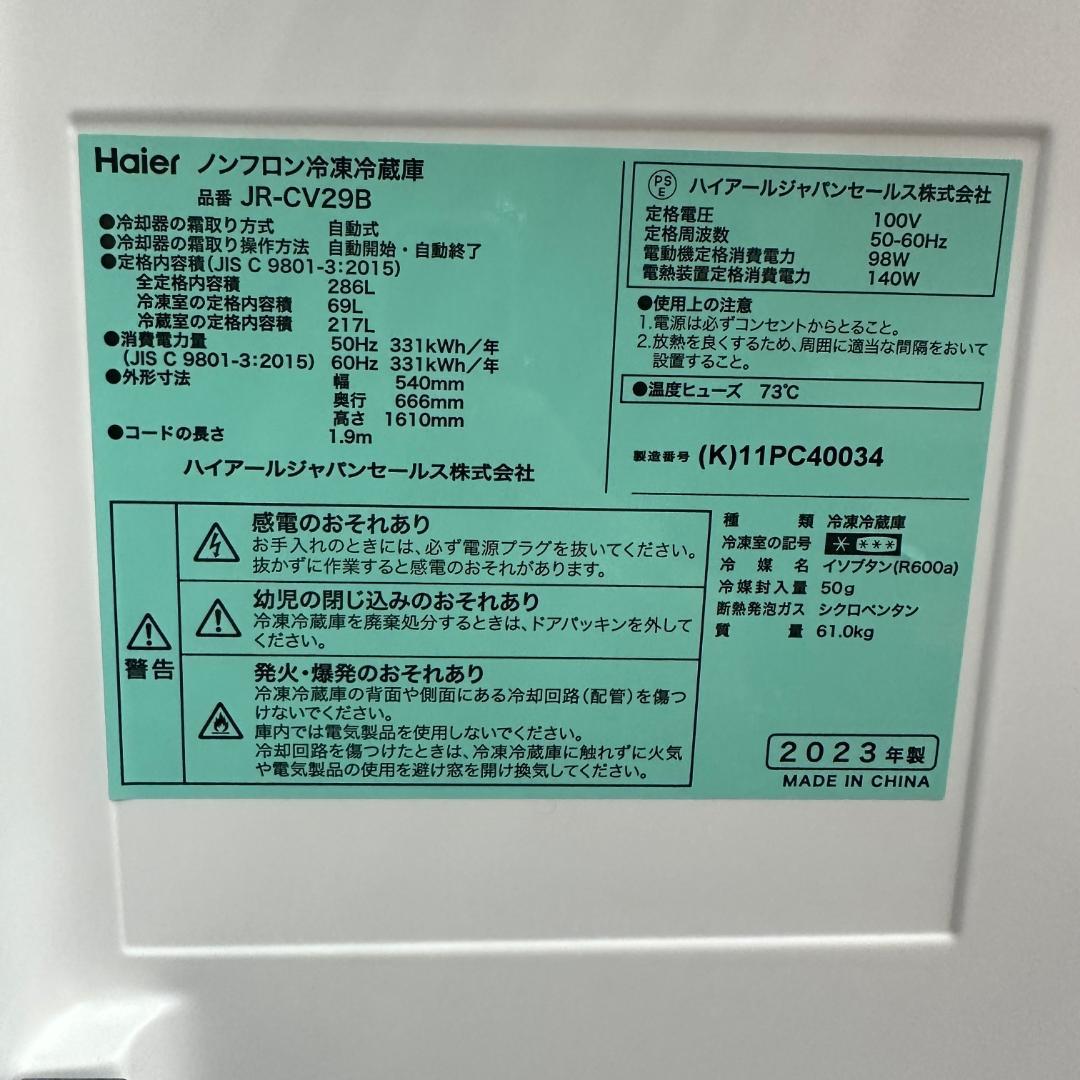 Haier ノンフロン冷凍冷蔵庫
品番 JR-CV29B
●冷却器の霜取り方式 自動式
●冷却器の霜取り操作方法 自動開始・自動終了
●定格内容積(JIS C 9801-3:2015)
全定格内容積 286L
冷凍室の定格内容積 69L
冷蔵室の定格内容積 217L
●消費電力量 50Hz 331kWh/年
(JIS C 9801-3:2015) 60Hz 331kWh/年
●外形寸法 幅 540mm
奥行 666mm
高さ 1610mm
●コードの長さ 1.9m
ハイアールジャパンセールス株式会社
PSE ハイアールジャパンセールス株式会社
定格電圧 100V
定格周波数 50-60Hz
電動機定格消費電力 98W
電熱装置定格消費電力 140W
●使用上の注意
1.電源は必ずコンセントからとること。
2.放熱を良くするため、周囲に適当な間隔をおいて
設置すること。
●温度ヒューズ 73℃
製造番号 (K)11PC40034
警告
感電のおそれあり
お手入れのときには、必ず電源プラグを抜いてください。
抜かずに作業すると感電のおそれがあります。
幼児の閉じ込みのおそれあり
冷凍冷蔵庫を廃棄処分するときは、ドアパッキンを外して
ください。
発火・爆発のおそれあり
冷凍冷蔵庫の背面や側面にある冷却回路(配管)を傷つ
けないでください。
庫内では電気製品を使用しないでください。
冷却回路を傷つけたときは、冷凍冷蔵庫に触れずに火気
や電気製品の使用を避け窓を開け換気してください。
種類 冷凍冷蔵庫
冷凍室の記号 * ***
冷媒名 イソブタン(R600a)
冷媒封入量 50g
断熱発泡ガス シクロペンタン
質量 61.0kg
2023年製
MADE IN CHINA